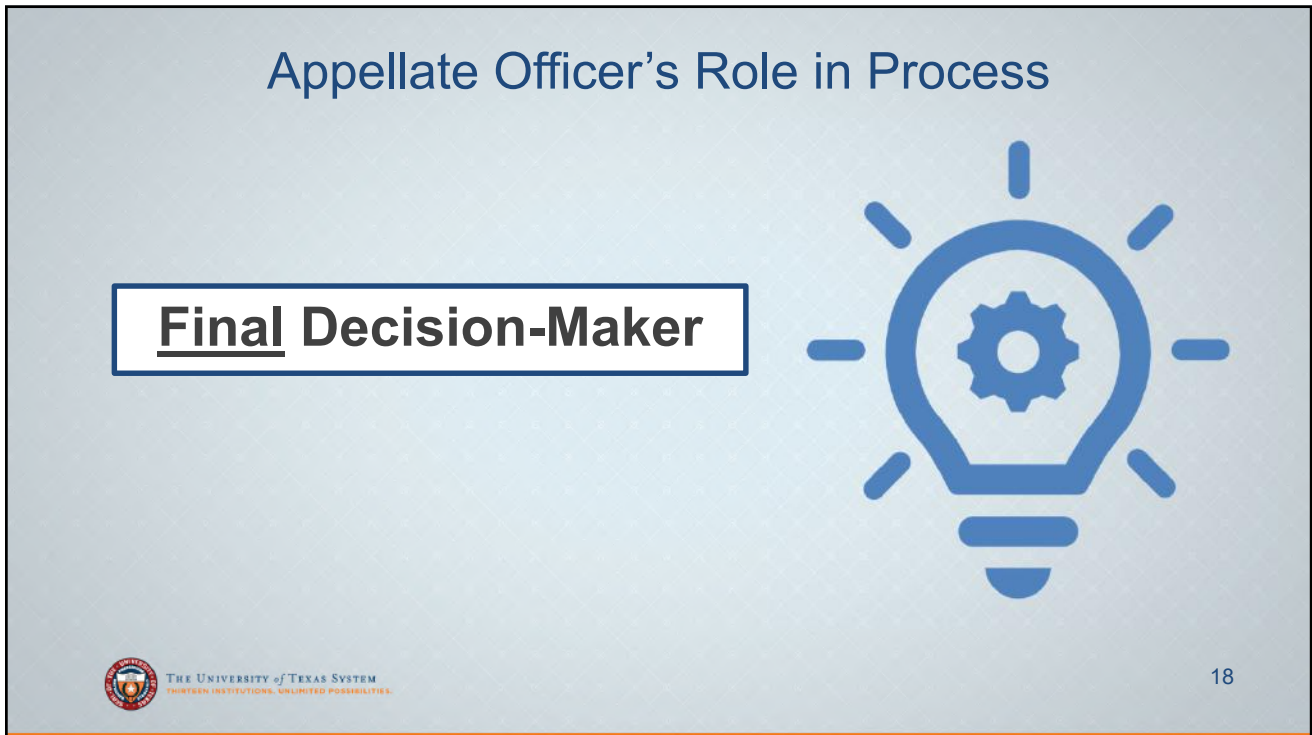 Appellate Officer’s Role in Process
Final Decision-Maker
THE UNIVERSITY of TEXAS SYSTEM
THIRTEEN INSTITUTIONS. UNLIMITED POSSIBILITIES.
18